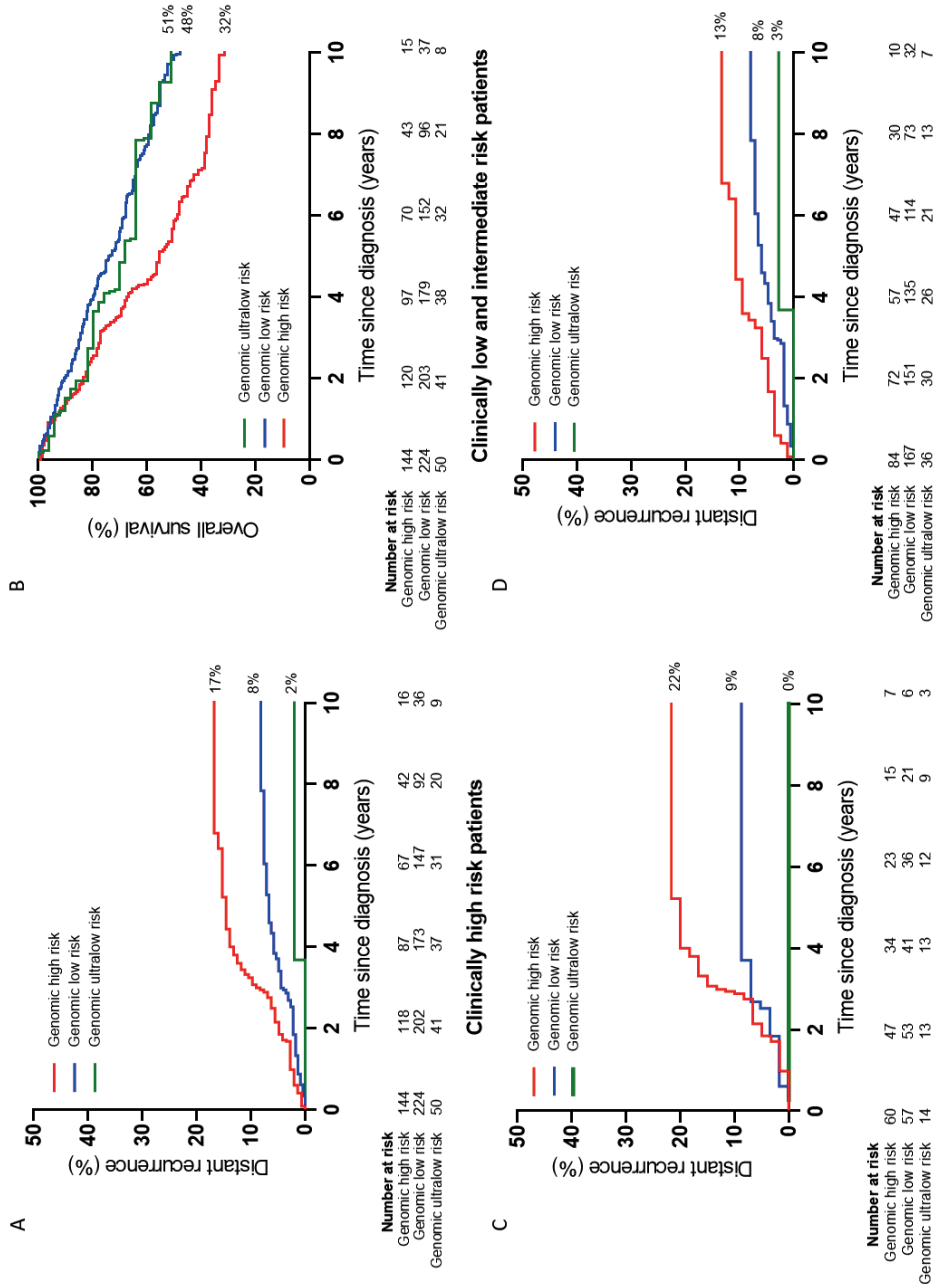 A
50
40
30
20
10
0
Distant recurrence (%)
Genomic high risk
Genomic low risk
Genomic ultralow risk
17%
8%
2%
0 2 4 6 8 10
Time since diagnosis (years)
Number at risk
Genomic high risk 144 118 87 67 42 16
Genomic low risk 224 202 173 147 92 36
Genomic ultralow risk 50 41 37 31 20 9
B
100
80
60
40
20
0
Overall survival (%)
Genomic ultralow risk
Genomic low risk
Genomic high risk
51%
48%
32%
0 2 4 6 8 10
Time since diagnosis (years)
Number at risk
Genomic high risk 144 120 97 70 43 15
Genomic low risk 224 203 179 152 96 37
Genomic ultralow risk 50 41 38 32 21 8
C
Clinically high risk patients
50
40
30
20
10
0
Distant recurrence (%)
Genomic high risk
Genomic low risk
Genomic ultralow risk
22%
9%
0%
0 2 4 6 8 10
Time since diagnosis (years)
Number at risk
Genomic high risk 60 47 34 23 15 7
Genomic low risk 57 53 41 36 21 6
Genomic ultralow risk 14 13 13 12 9 3
D
Clinically low and intermediate risk patients
50
40
30
20
10
0
Distant recurrence (%)
Genomic high risk
Genomic low risk
Genomic ultralow risk
13%
8%
3%
0 2 4 6 8 10
Time since diagnosis (years)
Number at risk
Genomic high risk 84 72 57 47 30 10
Genomic low risk 167 151 135 114 73 32
Genomic ultralow risk 36 30 26 21 13 7